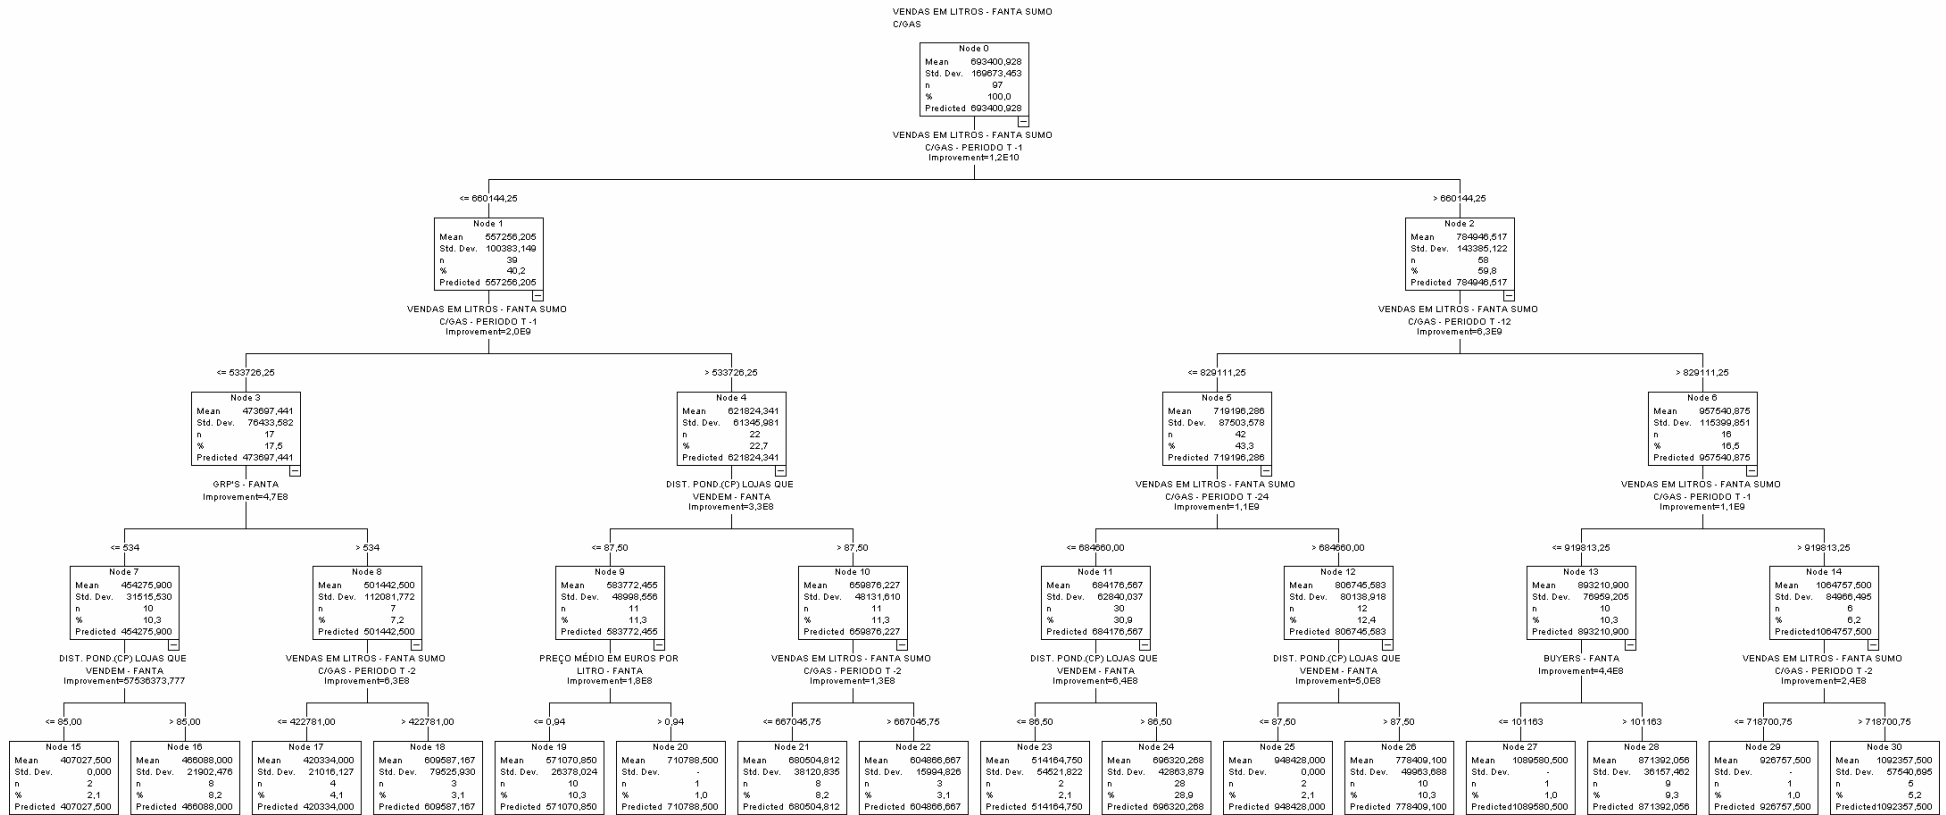 VENDAS EM LITROS - FANTA SUMO
C/GAS
Node 0
Mean 693400,928
Std. Dev. 169673,453
n 97
% 100,0
Predicted 693400,928
VENDAS EM LITROS - FANTA SUMO
C/GAS - PERIODO T -1
Improvement=1,2E10
<= 660144,25
> 660144,25
Node 1
Mean 557256,205
Std. Dev. 100383,149
n 39
% 40,2
Predicted 557256,205
Node 2
Mean 784946,517
Std. Dev. 143385,122
n 58
% 59,8
Predicted 784946,517
VENDAS EM LITROS - FANTA SUMO
C/GAS - PERIODO T -1
Improvement=2,0E9
VENDAS EM LITROS - FANTA SUMO
C/GAS - PERIODO T -12
Improvement=6,3E9
<= 533726,25
> 533726,25
<= 829111,25
> 829111,25
Node 3
Mean 473697,441
Std. Dev. 76433,582
n 17
% 17,5
Predicted 473697,441
Node 4
Mean 621824,341
Std. Dev. 61345,981
n 22
% 22,7
Predicted 621824,341
Node 5
Mean 719196,286
Std. Dev. 87503,578
n 42
% 43,3
Predicted 719196,286
Node 6
Mean 957540,875
Std. Dev. 115399,851
n 16
% 16,5
Predicted 957540,875
GRP'S - FANTA
Improvement=4,7E8
DIST. POND.(CP) LOJAS QUE
VENDEM - FANTA
Improvement=3,3E8
VENDAS EM LITROS - FANTA SUMO
C/GAS - PERIODO T -24
Improvement=1,1E9
VENDAS EM LITROS - FANTA SUMO
C/GAS - PERIODO T -1
Improvement=1,1E9
<= 534
> 534
<= 87,50
> 87,50
<= 684660,00
> 684660,00
<= 919813,25
> 919813,25
Node 7
Mean 454275,900
Std. Dev. 31515,530
n 10
% 10,3
Predicted 454275,900
Node 8
Mean 501442,500
Std. Dev. 112081,772
n 7
% 7,2
Predicted 501442,500
Node 9
Mean 583772,455
Std. Dev. 48998,556
n 11
% 11,3
Predicted 583772,455
Node 10
Mean 659876,227
Std. Dev. 48131,610
n 11
% 11,3
Predicted 659876,227
Node 11
Mean 684176,567
Std. Dev. 62840,037
n 30
% 30,9
Predicted 684176,567
Node 12
Mean 806745,583
Std. Dev. 80138,918
n 12
% 12,4
Predicted 806745,583
Node 13
Mean 893210,900
Std. Dev. 76959,205
n 10
% 10,3
Predicted 893210,900
Node 14
Mean 1064757,500
Std. Dev. 84966,495
n 6
% 6,2
Predicted1064757,500
DIST. POND.(CP) LOJAS QUE
VENDEM - FANTA
Improvement=57536373,777
VENDAS EM LITROS - FANTA SUMO
C/GAS - PERIODO T -2
Improvement=6,3E8
PREÇO MÉDIO EM EUROS POR
LITRO - FANTA
Improvement=1,8E8
VENDAS EM LITROS - FANTA SUMO
C/GAS - PERIODO T -2
Improvement=1,3E8
DIST. POND.(CP) LOJAS QUE
VENDEM - FANTA
Improvement=6,4E8
DIST. POND.(CP) LOJAS QUE
VENDEM - FANTA
Improvement=5,0E8
BUYERS - FANTA
Improvement=4,4E8
VENDAS EM LITROS - FANTA SUMO
C/GAS - PERIODO T -2
Improvement=2,4E8
<= 85,00
> 85,00
<= 422781,00
> 422781,00
<= 0,94
> 0,94
<= 667045,75
> 667045,75
<= 86,50
> 86,50
<= 87,50
> 87,50
<= 101163
> 101163
<= 718700,75
> 718700,75
Node 15
Mean 407027,500
Std. Dev. 0,000
n 2
% 2,1
Predicted 407027,500
Node 16
Mean 466088,000
Std. Dev. 21902,476
n 8
% 8,2
Predicted 466088,000
Node 17
Mean 420334,000
Std. Dev. 21016,127
n 4
% 4,1
Predicted 420334,000
Node 18
Mean 609587,167
Std. Dev. 79525,930
n 3
% 3,1
Predicted 609587,167
Node 19
Mean 571070,850
Std. Dev. 26378,024
n 10
% 10,3
Predicted 571070,850
Node 20
Mean 710788,500
Std. Dev. -
n 1
% 1,0
Predicted 710788,500
Node 21
Mean 680504,812
Std. Dev. 38120,835
n 8
% 8,2
Predicted 680504,812
Node 22
Mean 604866,667
Std. Dev. 15994,826
n 3
% 3,1
Predicted 604866,667
Node 23
Mean 514164,750
Std. Dev. 54521,822
n 2
% 2,1
Predicted 514164,750
Node 24
Mean 696320,268
Std. Dev. 42863,879
n 28
% 28,9
Predicted 696320,268
Node 25
Mean 948428,000
Std. Dev. 0,000
n 2
% 2,1
Predicted 948428,000
Node 26
Mean 778409,100
Std. Dev. 49963,688
n 10
% 10,3
Predicted 778409,100
Node 27
Mean 1089580,500
Std. Dev. -
n 1
% 1,0
Predicted1089580,500
Node 28
Mean 871392,056
Std. Dev. 36157,462
n 9
% 9,3
Predicted 871392,056
Node 29
Mean 926757,500
Std. Dev. -
n 1
% 1,0
Predicted 926757,500
Node 30
Mean 1092357,500
Std. Dev. 57540,695
n 5
% 5,2
Predicted1092357,500